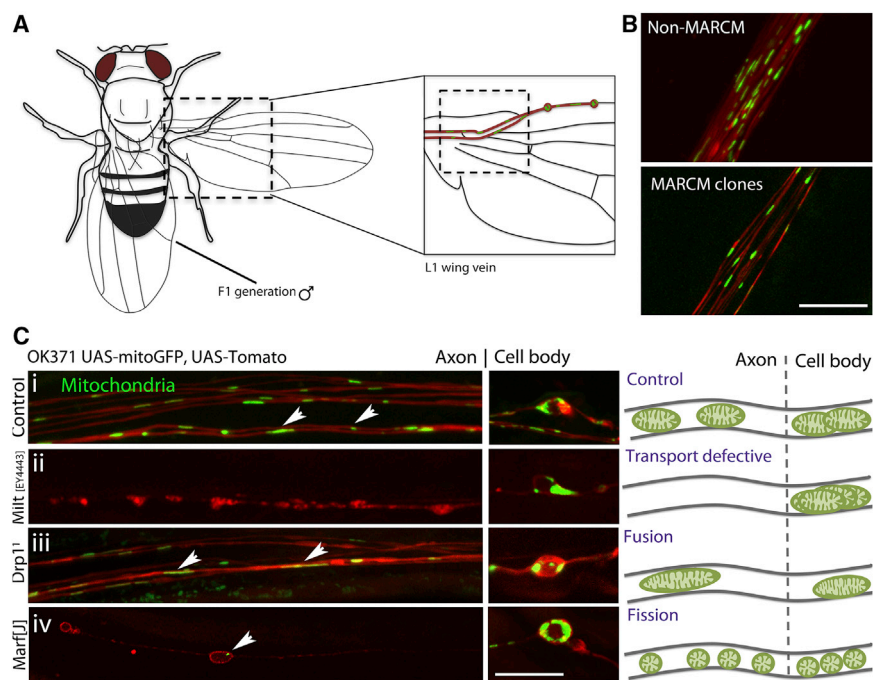 A
F1 generation ♂
L1 wing vein
B
Non-MARCM
MARCM clones
C
OK371 UAS-mitoGFP, UAS-Tomato
Axon | Cell body
Control
i
Mitochondria
Milt [EY4443]
ii
Drp1¹
iii
Marf[J]
iv
Axon
Cell body
Control
Transport defective
Fusion
Fission